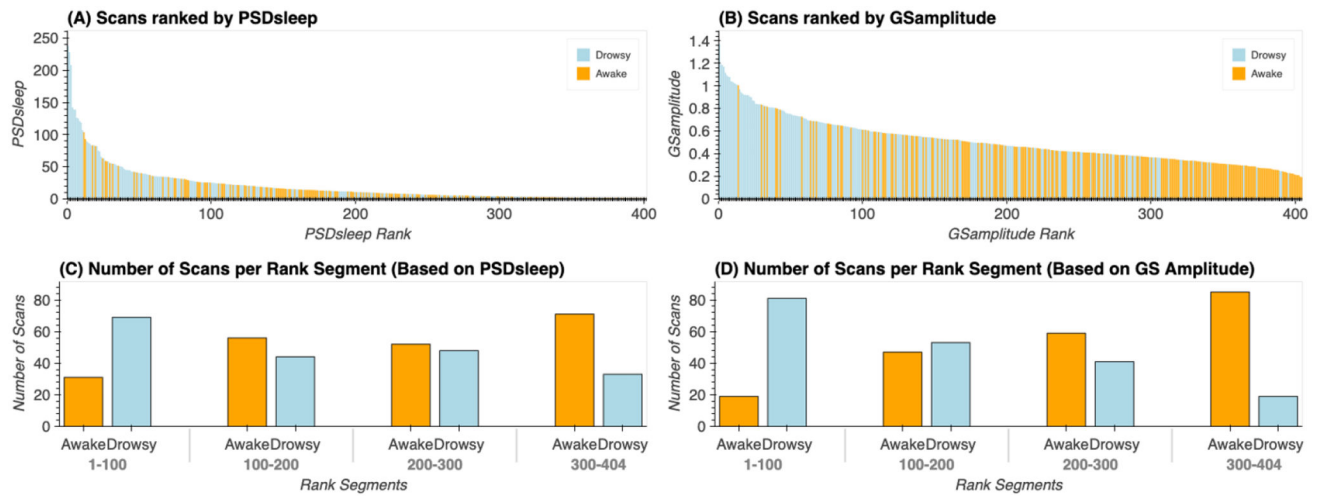 (A) Scans ranked by PSDsleep
250
200
150
100
50
0
PSDsleep
Drowsy
Awake
0 100 200 300 400
PSDsleep Rank
(B) Scans ranked by GSamplitude
1.4
1.2
1
0.8
0.6
0.4
0.2
0
GSamplitude
Drowsy
Awake
0 100 200 300 400
GSamplitude Rank
(C) Number of Scans per Rank Segment (Based on PSDsleep)
80
60
40
20
0
Number of Scans
AwakeDrowsy AwakeDrowsy AwakeDrowsy AwakeDrowsy
1-100 100-200 200-300 300-404
Rank Segments
(D) Number of Scans per Rank Segment (Based on GS Amplitude)
80
60
40
20
0
Number of Scans
AwakeDrowsy AwakeDrowsy AwakeDrowsy AwakeDrowsy
1-100 100-200 200-300 300-404
Rank Segments